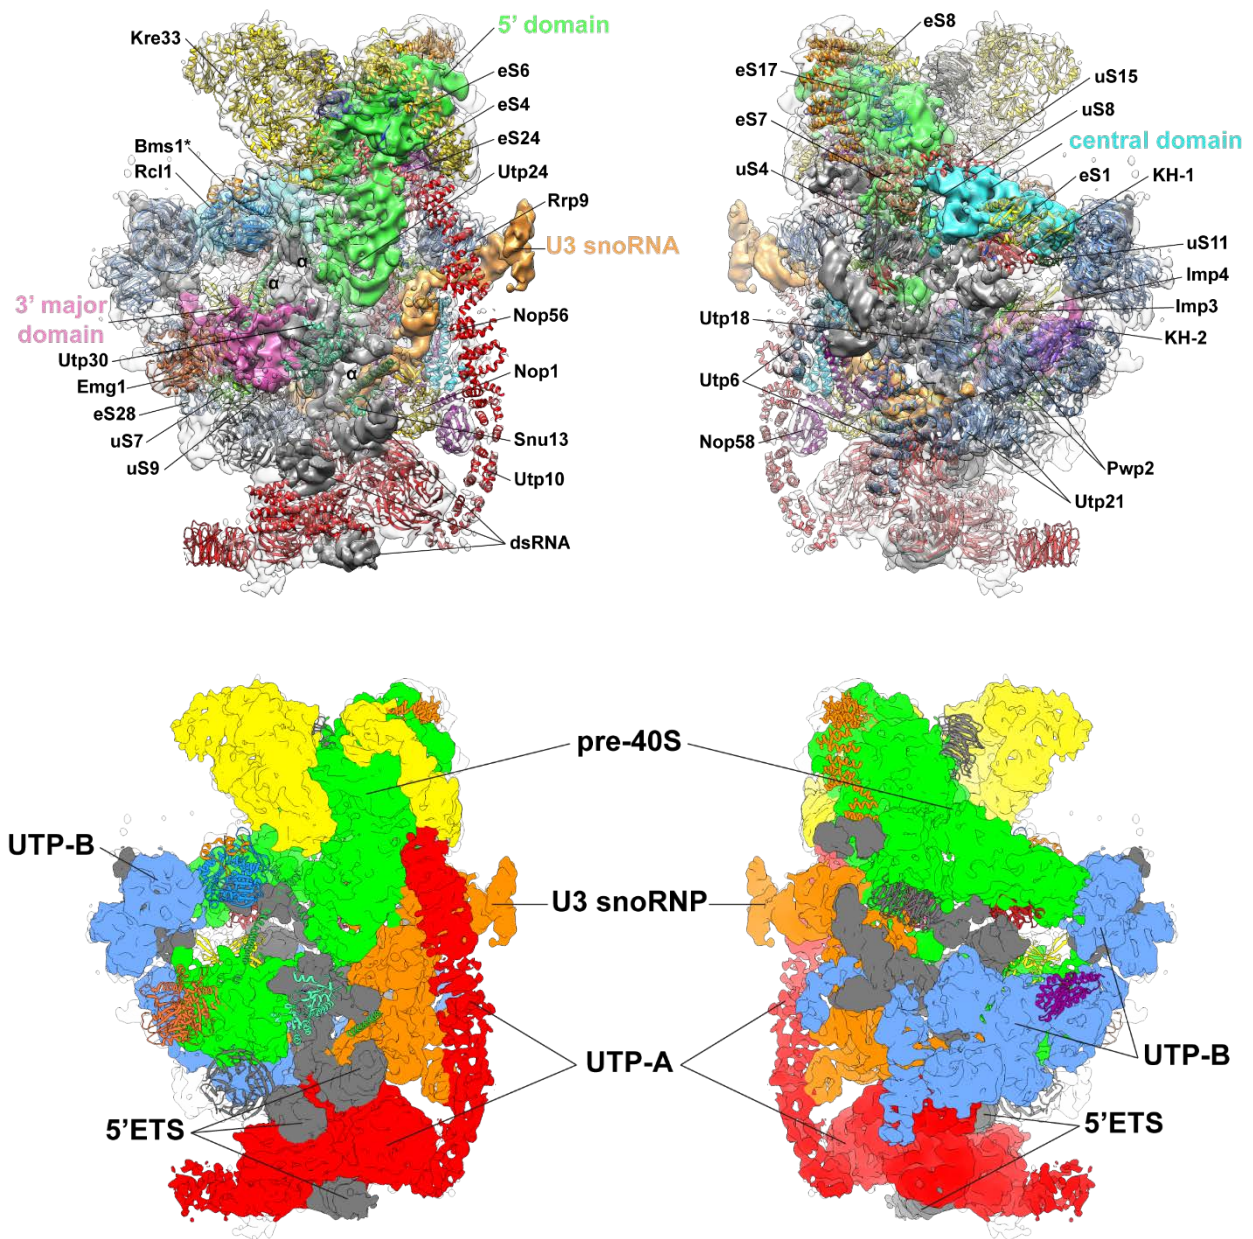 Kre33
5' domain
eS6
eS4
eS24
Bms1*
Rcl1
Utp24
Rrp9
U3 snoRNA
α
α
3' major
domain
Utp30
Emg1
eS28
uS7
uS9
α
Nop56
Nop1
Snu13
Utp10
dsRNA
eS8
eS17
uS15
eS7
uS8
central domain
uS4
eS1
KH-1
uS11
Imp4
Imp3
Utp18
KH-2
Utp6
Nop58
Pwp2
Utp21
pre-40S
UTP-B
U3 snoRNP
UTP-A
UTP-B
5'ETS
5'ETS